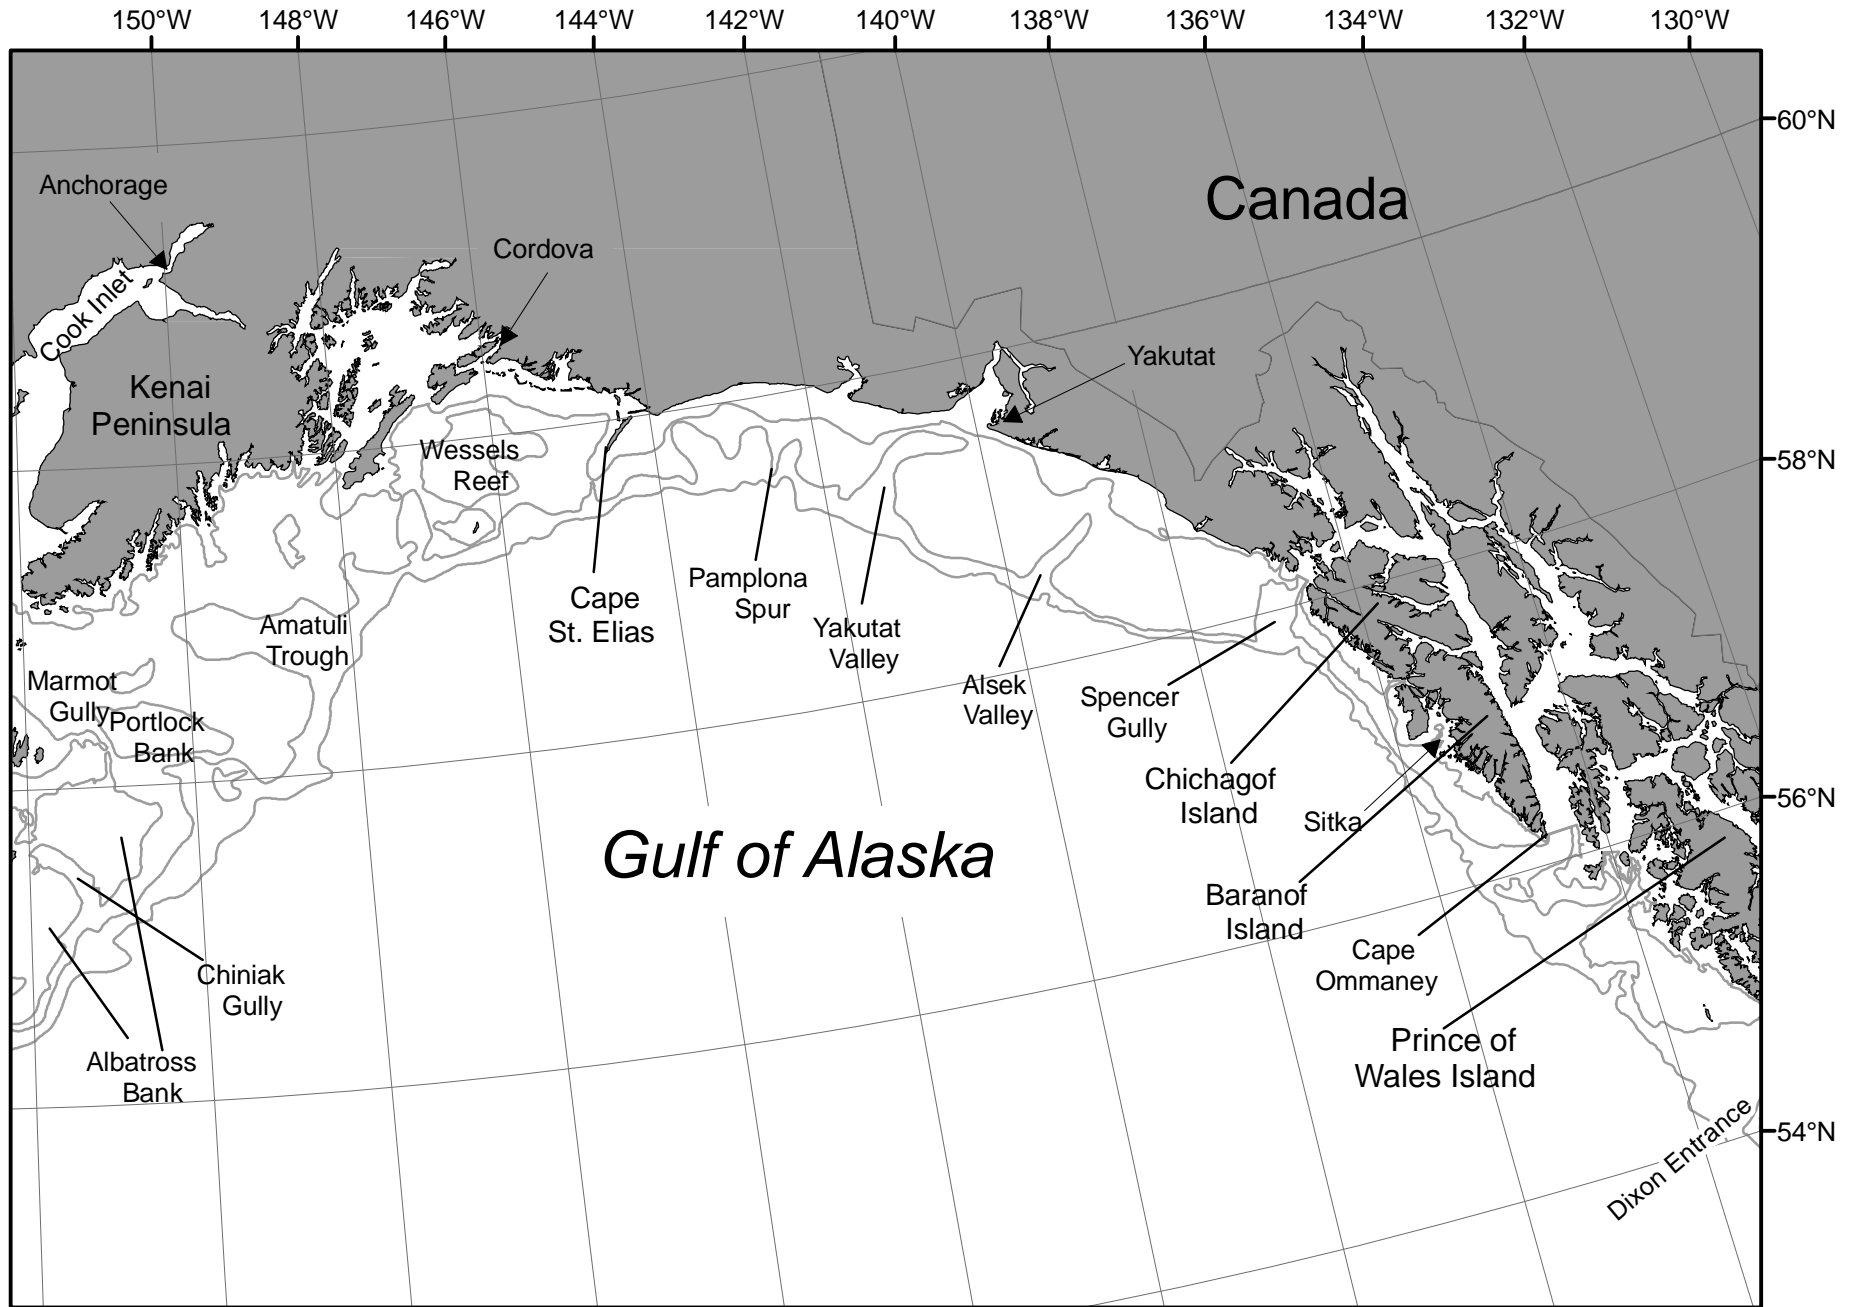 150°W
148°W
146°W
144°W
142°W
140°W
138°W
136°W
134°W
132°W
130°W
60°N
58°N
56°N
54°N
Canada
Anchorage
Cordova
Cook Inlet
Yakutat
Kenai
Peninsula
Wessels
Reef
Cape
St. Elias
Pamplona
Spur
Yakutat
Valley
Amatuli
Trough
Alsek
Valley
Spencer
Gully
Marmot
Gully
Portlock
Bank
Chichagof
Island
Sitka
Gulf of Alaska
Baranof
Island
Cape
Ommaney
Chiniak
Gully
Albatross
Bank
Prince of
Wales Island
Dixon Entrance